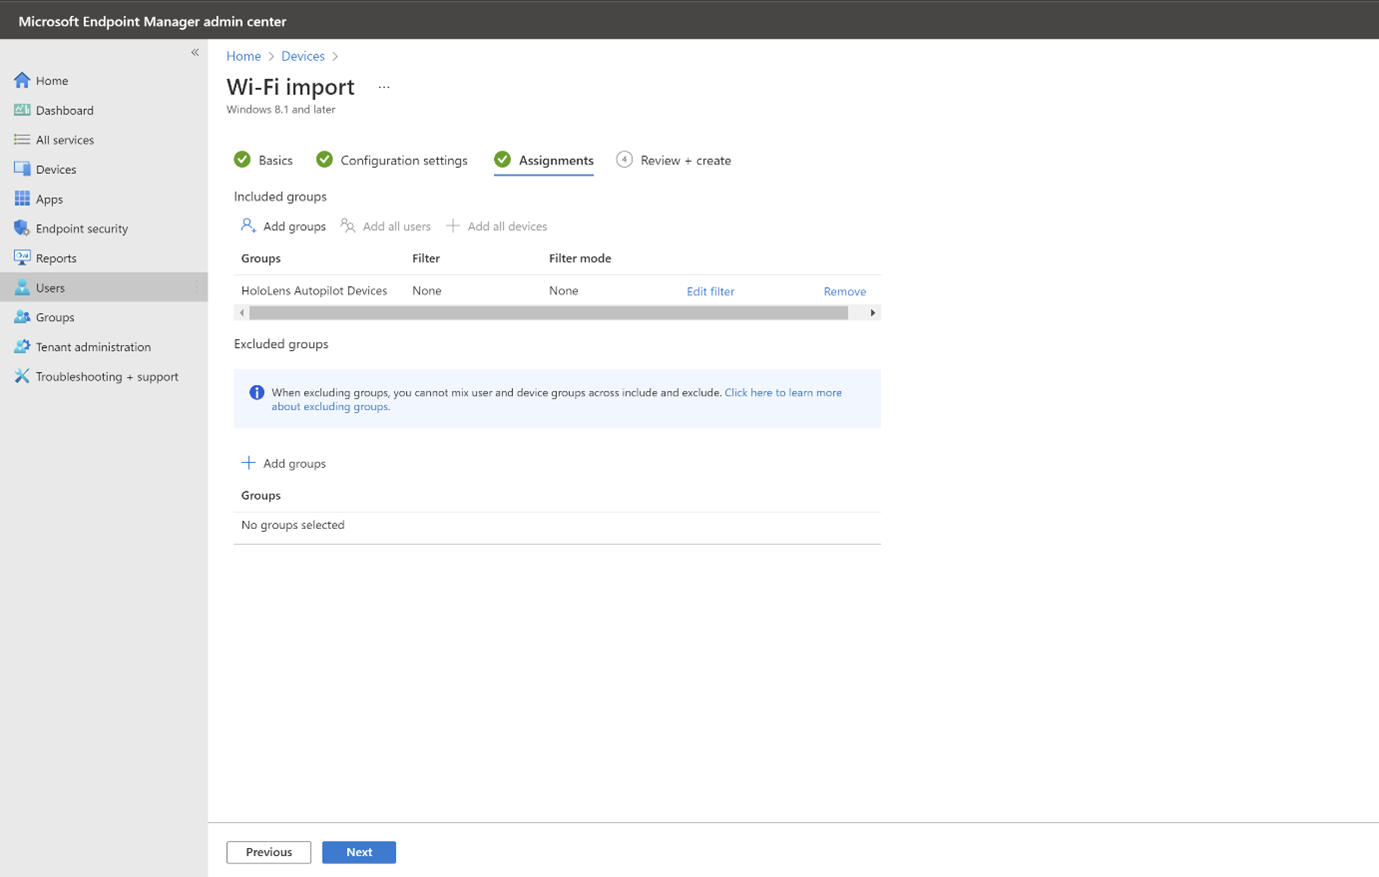 Microsoft Endpoint Manager admin center
«
Home
Dashboard
All services
Devices
Apps
Endpoint security
Reports
Users
Groups
Tenant administration
Troubleshooting + support
Home > Devices >
Wi-Fi import ...
Windows 8.1 and later
Basics
Configuration settings
Assignments
4 Review + create
Included groups
Add groups Add all users Add all devices
Groups Filter Filter mode
HoloLens Autopilot Devices None None Edit filter Remove
Excluded groups
When excluding groups, you cannot mix user and device groups across include and exclude. Click here to learn more
about excluding groups.
Add groups
Groups
No groups selected
Previous Next